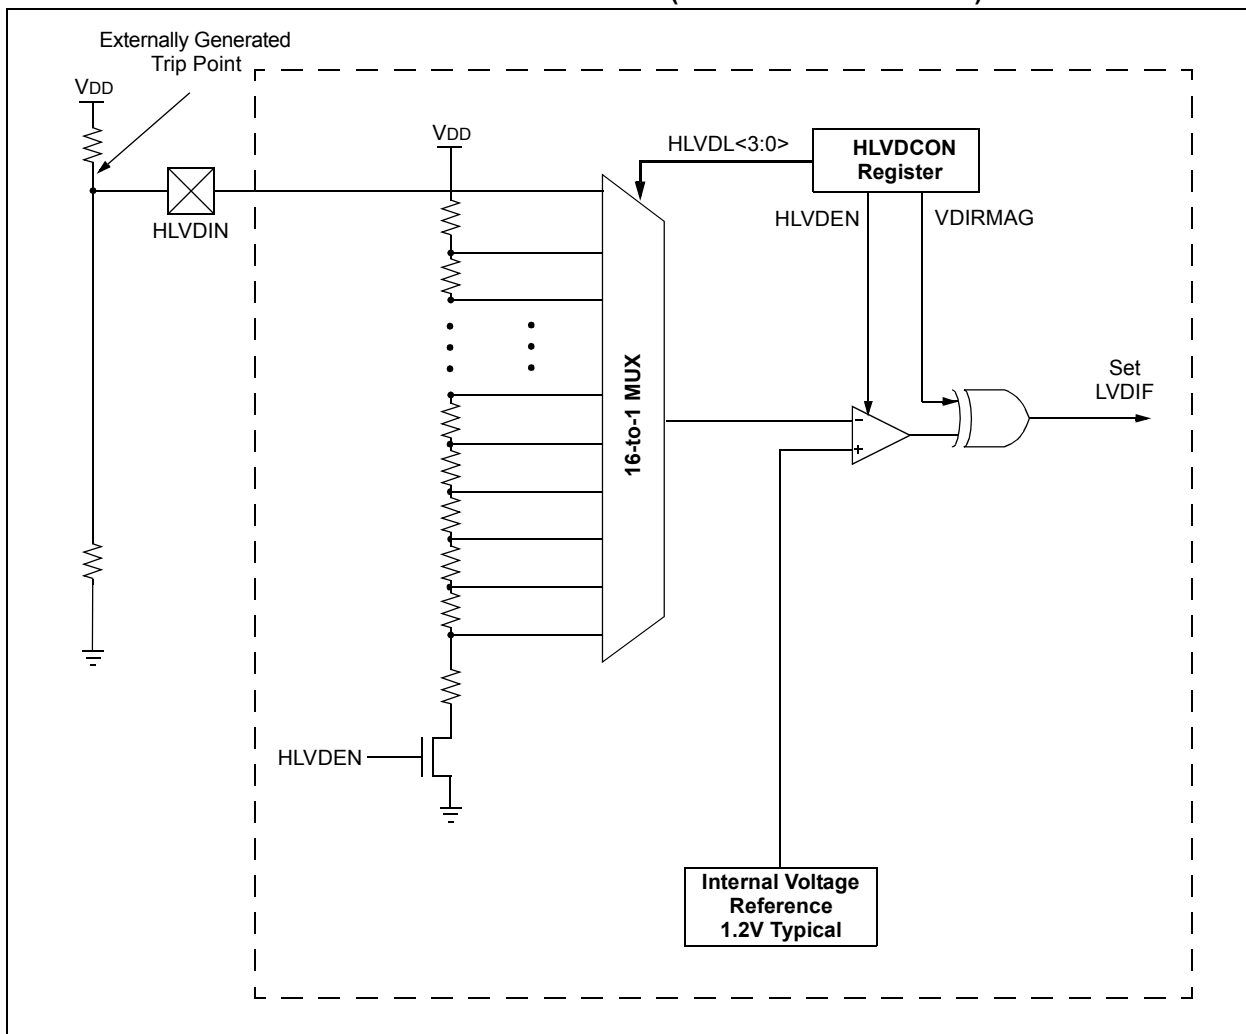 Externally Generated
Trip Point
VDD
VDD
HLVDL<3:0>
HLVDCON
Register
HLVDIN
HLVDEN
VDIRMAG
16-to-1 MUX
Set
LVDIF
–
+
HLVDEN
Internal Voltage
Reference
1.2V Typical